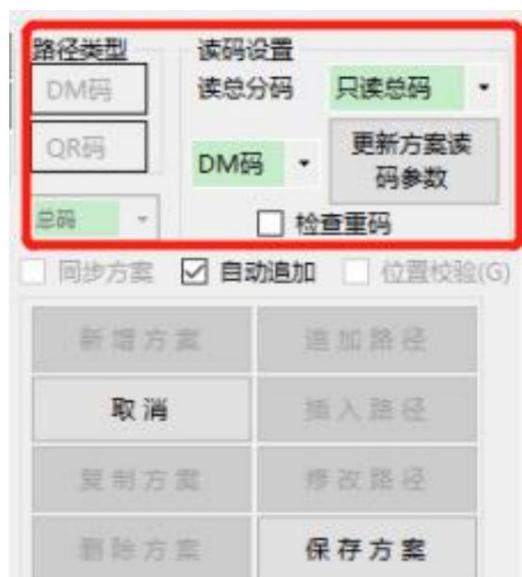 路径类型
DM码
QR码
总码
读码设置
读总分码 只读总码
DM码 更新方案读
码参数
检查重码
同步方案 自动追加 位置校验(G)
新增方案 追加路径
取消 插入路径
复制方案 修改路径
删除方案 保存方案